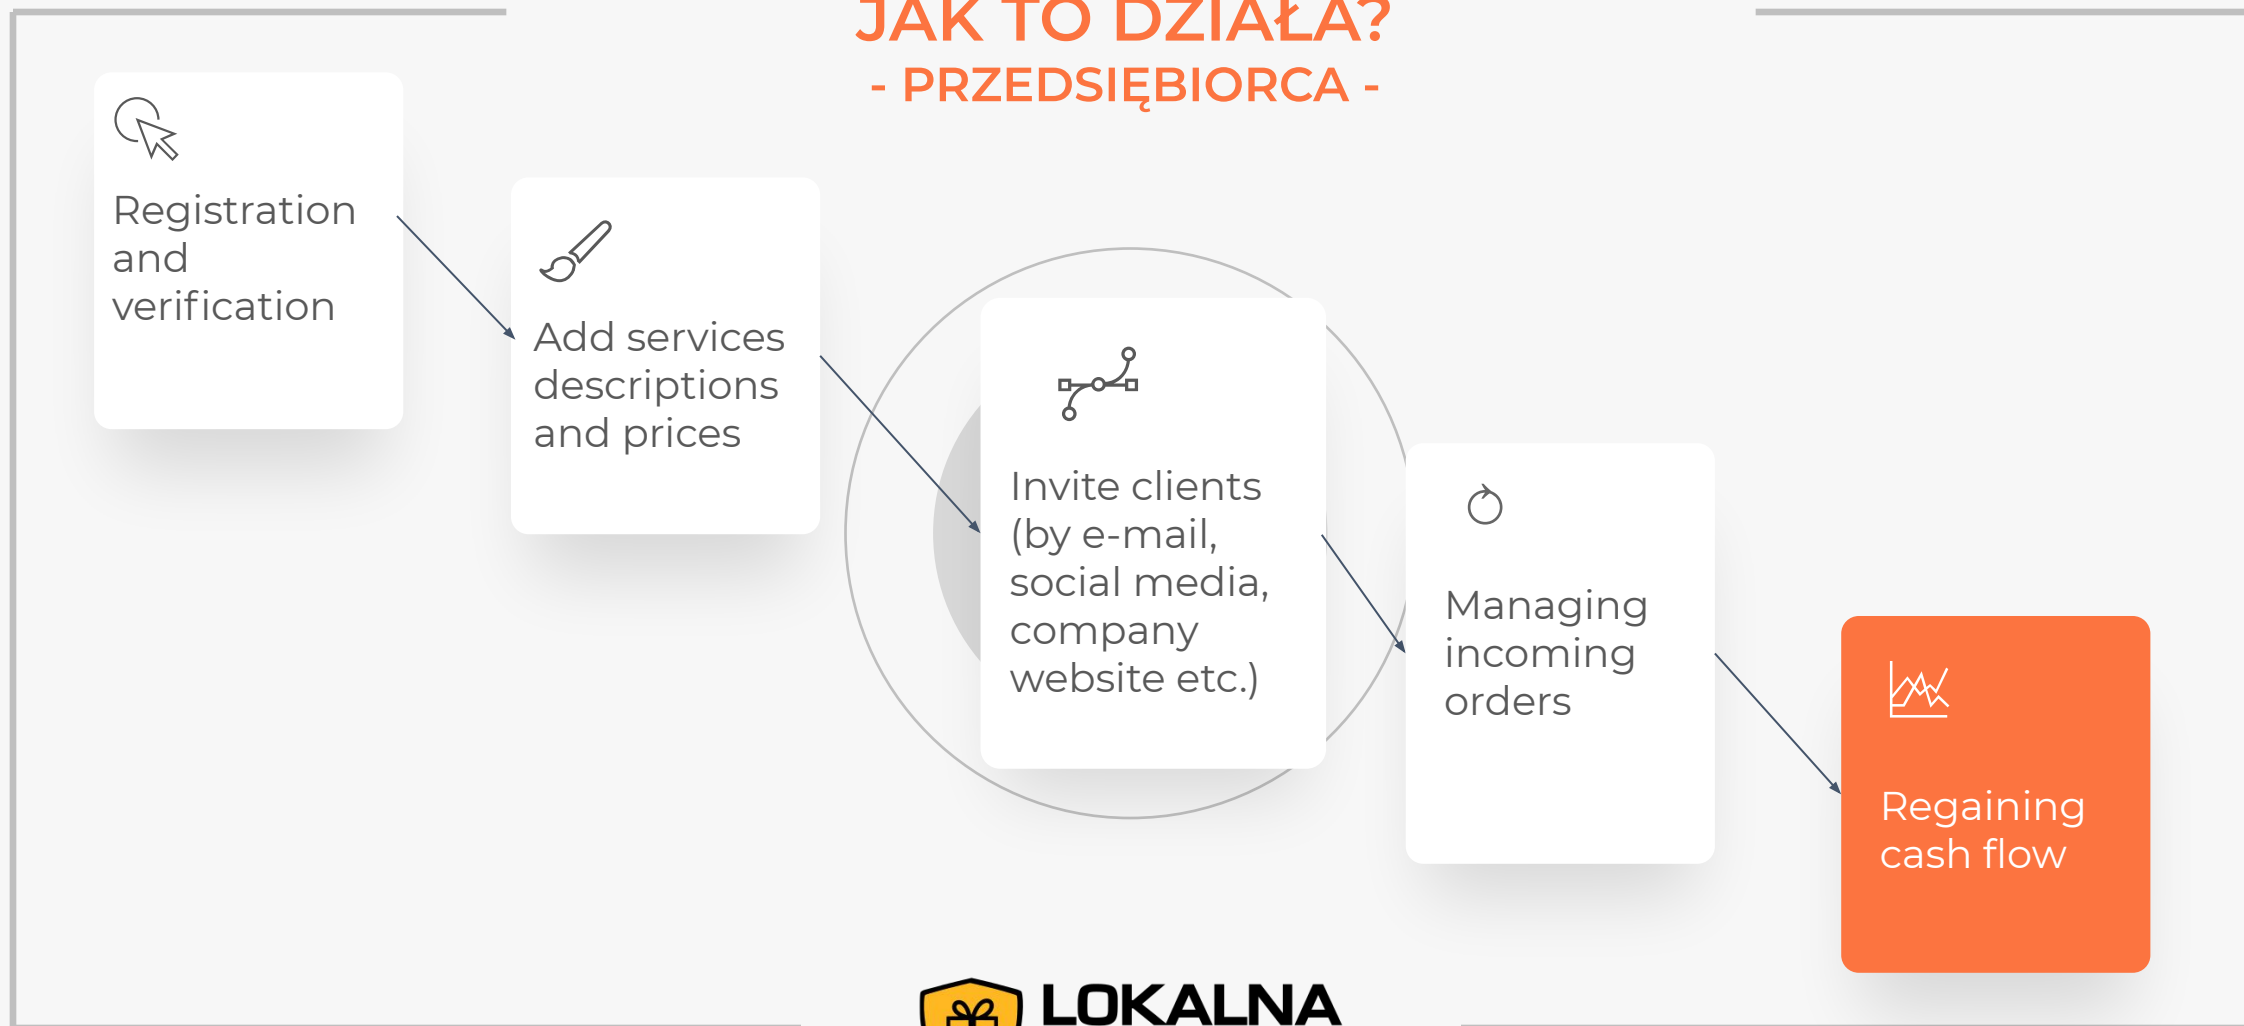 JAK TO DZIAŁA?
- PRZEDSIĘBIORCA -
Registration
and
verification
Add services
descriptions
and prices
Invite clients
(by e-mail,
social media,
company
website etc.)
Managing
incoming
orders
Regaining
cash flow
LOKALNA